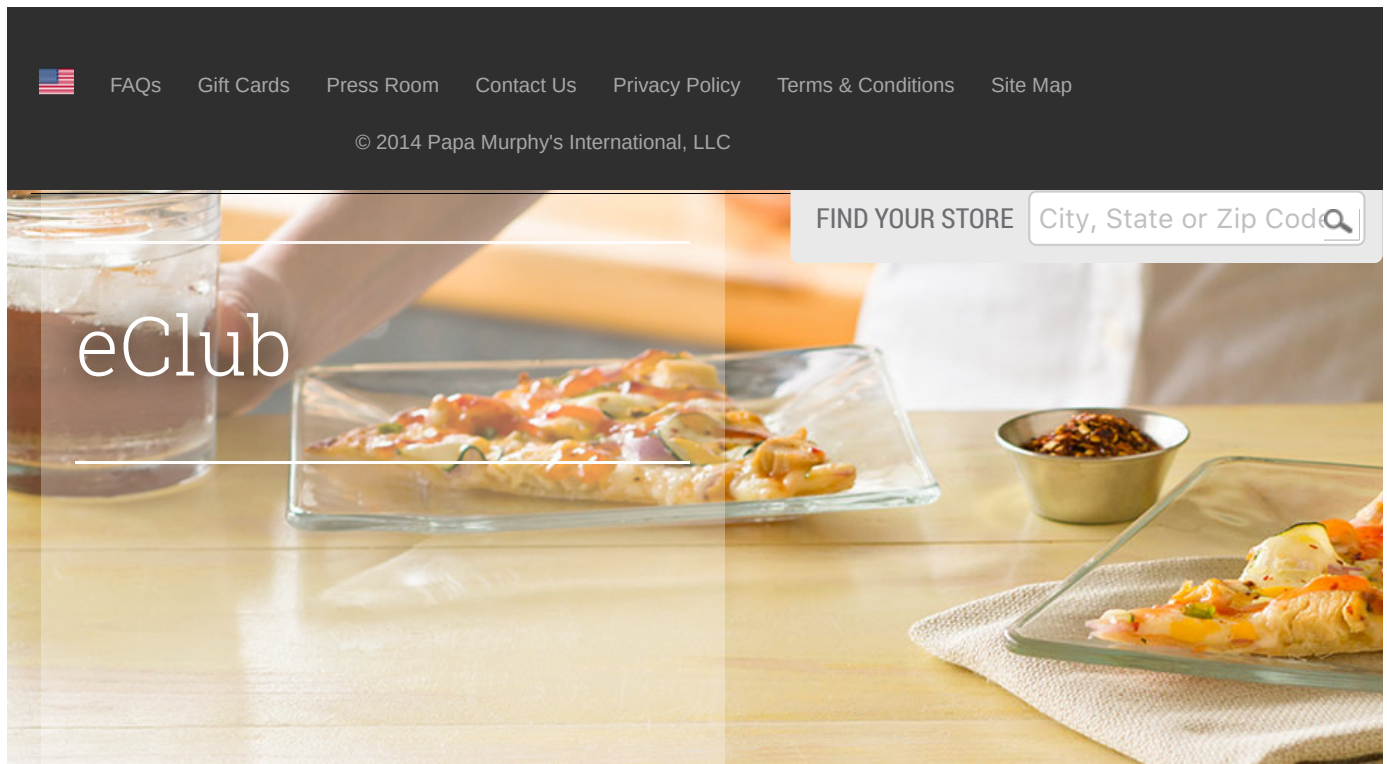 FAQs Gift Cards Press Room Contact Us Privacy Policy Terms & Conditions Site Map
© 2014 Papa Murphy's International, LLC
FIND YOUR STORE City, State or Zip Code
eClub